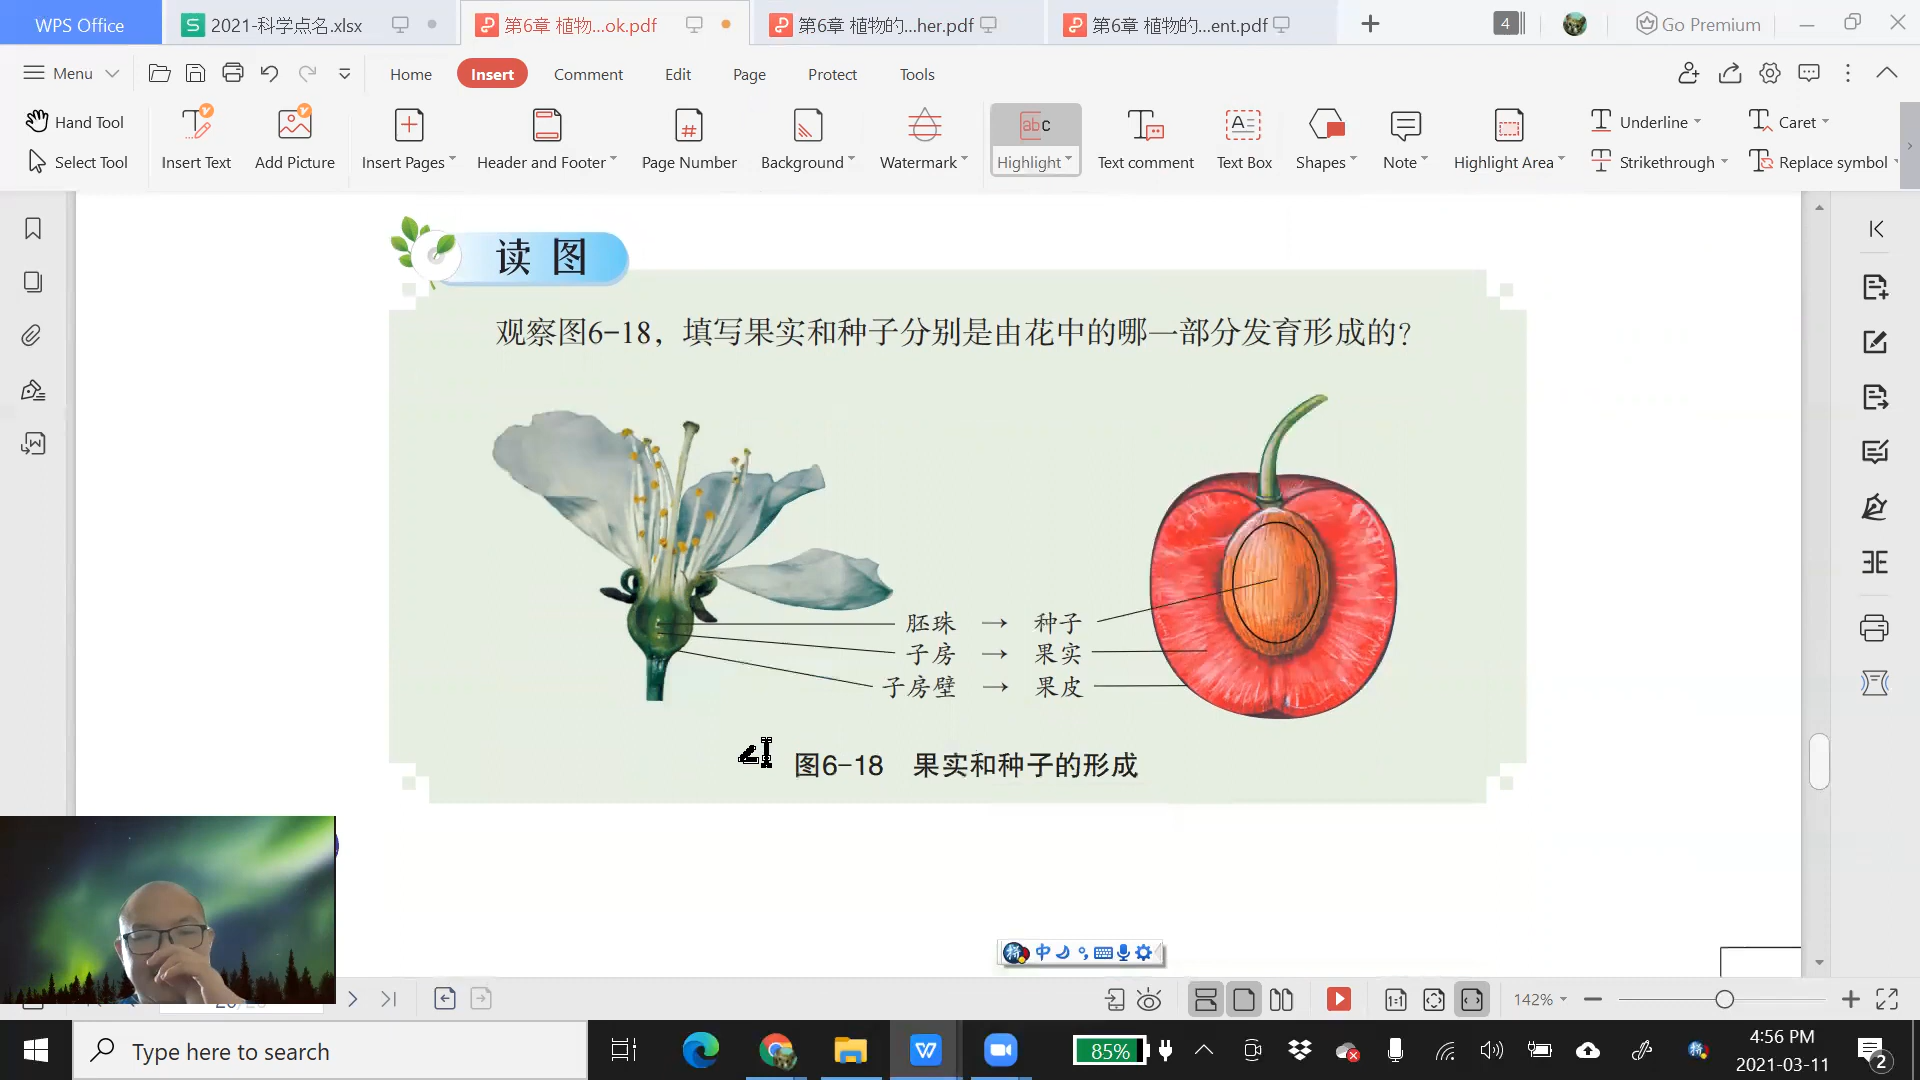 WPS Office
2021-科学点名.xlsx
第6章 植物...ok.pdf
第6章 植物的...her.pdf
第6章 植物的...ent.pdf
4
Go Premium
Menu
Home
Insert
Comment
Edit
Page
Protect
Tools
Hand Tool
Select Tool
Insert Text
Add Picture
Insert Pages
Header and Footer
Page Number
Background
Watermark
abc
Highlight
Text comment
Text Box
Shapes
Note
Highlight Area
Underline
Strikethrough
Caret
Replace symbol
读 图
观察图6-18，填写果实和种子分别是由花中的哪一部分发育形成的？
胚珠 → 种子
子房 → 果实
子房壁 → 果皮
图6-18 果实和种子的形成
中
142%
Type here to search
85%
4:56 PM
2021-03-11
2